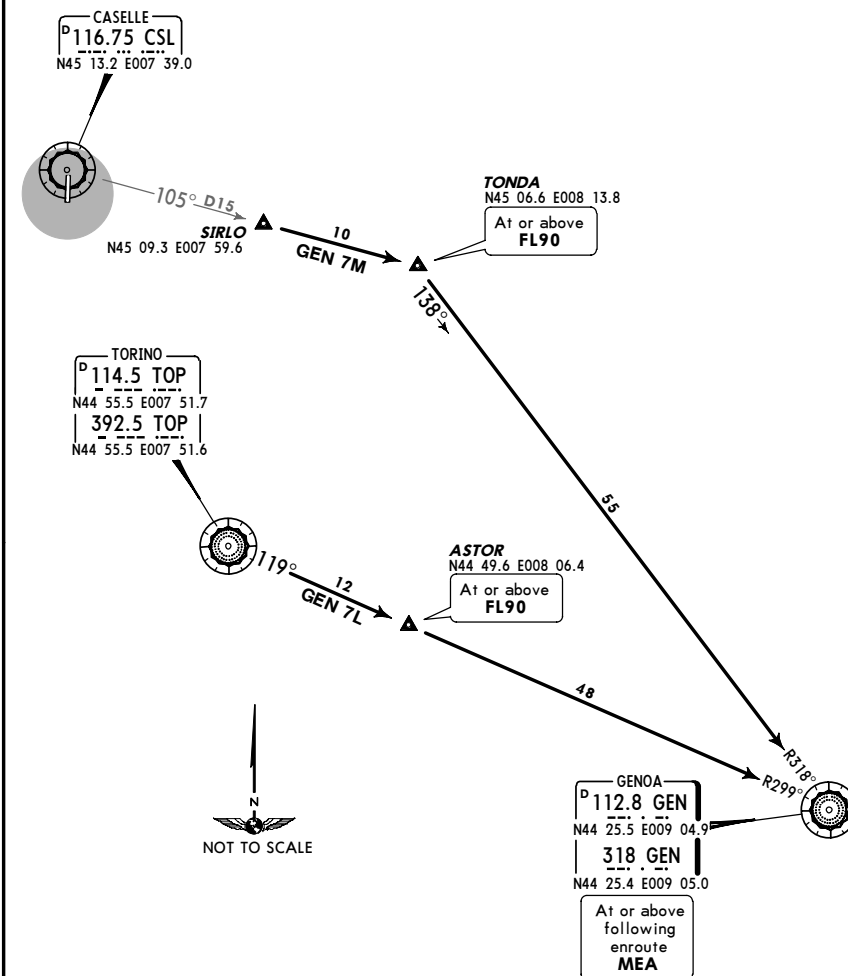 CASELLE
D 116.75 CSL
N45 13.2 E007 39.0
105° D15
SIRLO
N45 09.3 E007 59.6
10
GEN 7M
TONDA
N45 06.6 E008 13.8
At or above
FL90
138°
55
TORINO
D 114.5 TOP
N44 55.5 E007 51.7
392.5 TOP
N44 55.5 E007 51.6
119°
12
GEN 7L
ASTOR
N44 49.6 E008 06.4
At or above
FL90
48
R318°
R299°
N
NOT TO SCALE
GENOA
D 112.8 GEN
N44 25.5 E009 04.9
318 GEN
N44 25.4 E009 05.0
At or above
following
enroute
MEA